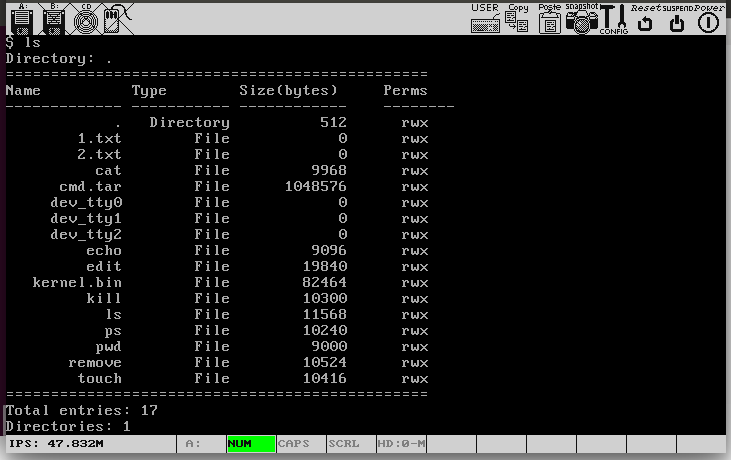 A: B: CD USER Copy Paste snapshot CONFIG Reset SUSPEND Power
$ ls
Directory: .
===============================================
Name Type Size(bytes) Perms
------------- ----------- ------------ --------
. Directory 512 rwx
1.txt File 0 rwx
2.txt File 0 rwx
cat File 9968 rwx
cmd.tar File 1048576 rwx
dev_tty0 File 0 rwx
dev_tty1 File 0 rwx
dev_tty2 File 0 rwx
echo File 9096 rwx
edit File 19840 rwx
kernel.bin File 82464 rwx
kill File 10300 rwx
ls File 11568 rwx
ps File 10240 rwx
pwd File 9000 rwx
remove File 10524 rwx
touch File 10416 rwx
===============================================
Total entries: 17
Directories: 1
IPS: 47.832M A: NUM CAPS SCRL HD:0-M